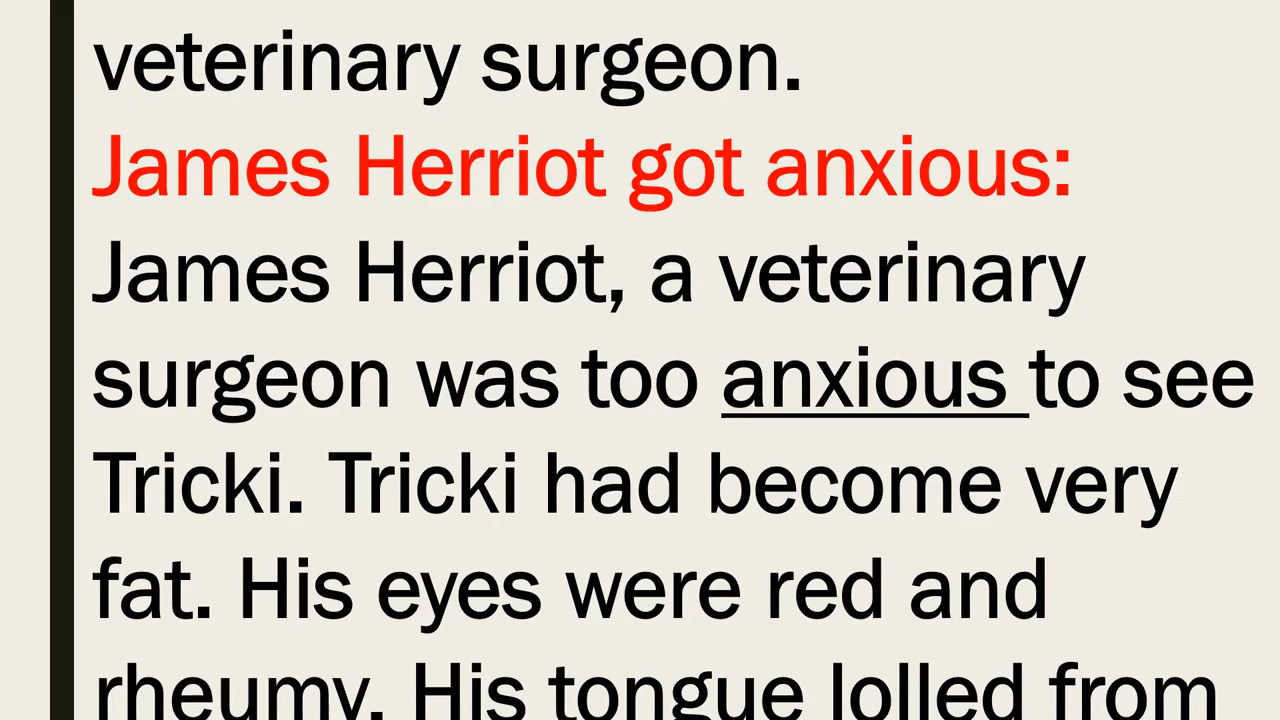 veterinary surgeon.
James Herriot got anxious:
James Herriot, a veterinary
surgeon was too anxious to see
Tricki. Tricki had become very
fat. His eyes were red and
rheumy. His tongue lolled from